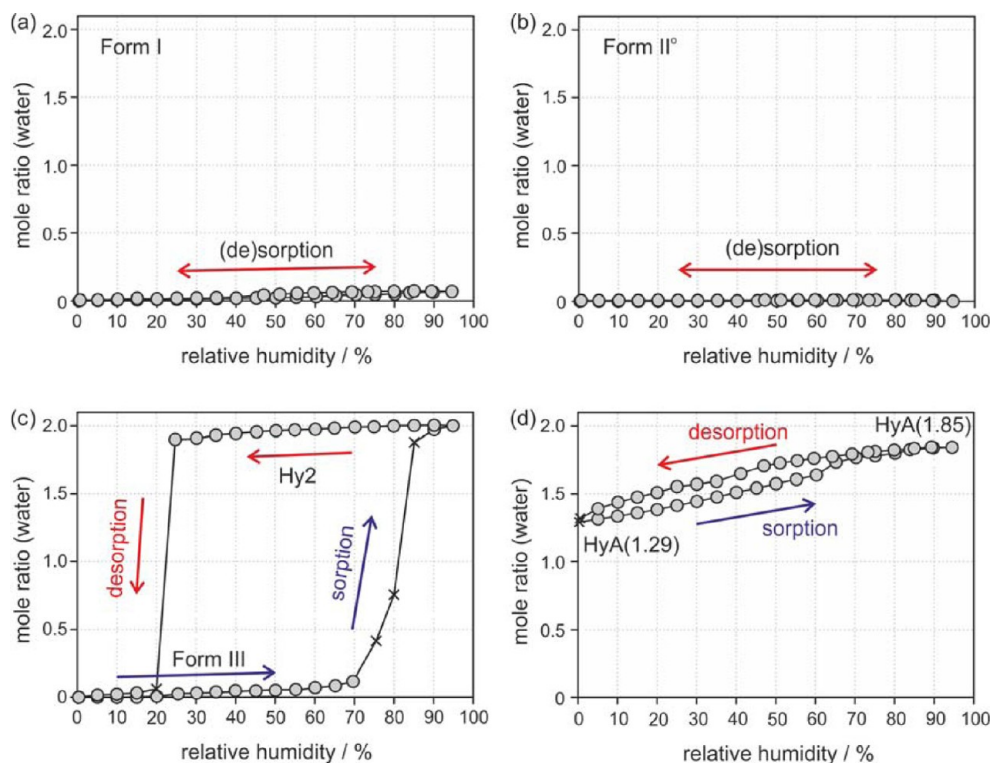 (a)
Form I
2.0
1.5
1.0
0.5
0
mole ratio (water)
(de)sorption
0 10 20 30 40 50 60 70 80 90 100
relative humidity / %
(b)
Form II°
2.0
1.5
1.0
0.5
0
mole ratio (water)
(de)sorption
0 10 20 30 40 50 60 70 80 90 100
relative humidity / %
(c)
2.0
1.5
1.0
0.5
0
mole ratio (water)
Hy2
desorption
sorption
Form III
0 10 20 30 40 50 60 70 80 90 100
relative humidity / %
(d)
2.0
1.5
1.0
0.5
0
mole ratio (water)
desorption
HyA(1.85)
sorption
HyA(1.29)
0 10 20 30 40 50 60 70 80 90 100
relative humidity / %